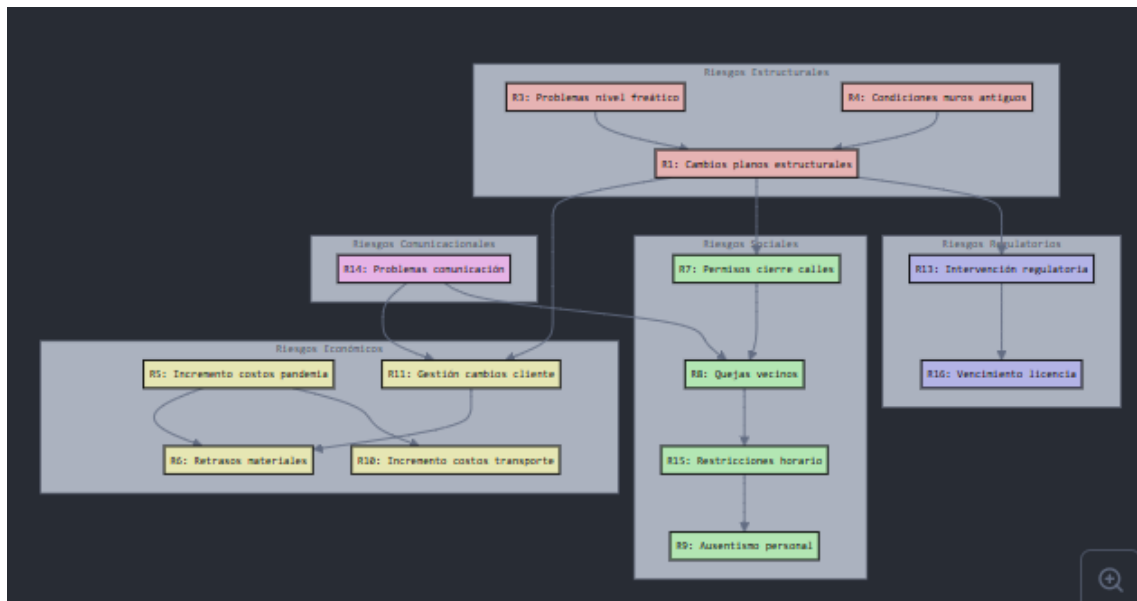 Riesgos Estructurales
R3: Problemas nivel freático
R4: Condiciones muros antiguos
R1: Cambios planos estructurales
Riesgos Comunicacionales
Riesgos Sociales
Riesgos Regulatorios
R14: Problemas comunicación
R7: Permisos cierre calles
R13: Intervención regulatoria
Riesgos Económicos
R5: Incremento costos pandemia
R11: Gestión cambios cliente
R8: Quejas vecinos
R16: Vencimiento licencia
R6: Retrasos materiales
R10: Incremento costos transporte
R15: Restricciones horario
R9: Ausentismo personal